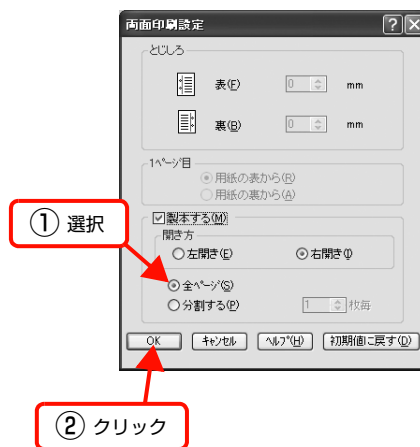 両面印刷設定
とじしろ
表(F) 0 mm
裏(B) 0 mm
1ページ目
用紙の表から(R)
用紙の裏から(A)
製本する(M)
① 選択
開き方
左開き(E) 右開き(I)
全ページ(S)
分割する(P) 1 枚毎
OK キャンセル ヘルプ(H) 初期値に戻す(D)
② クリック